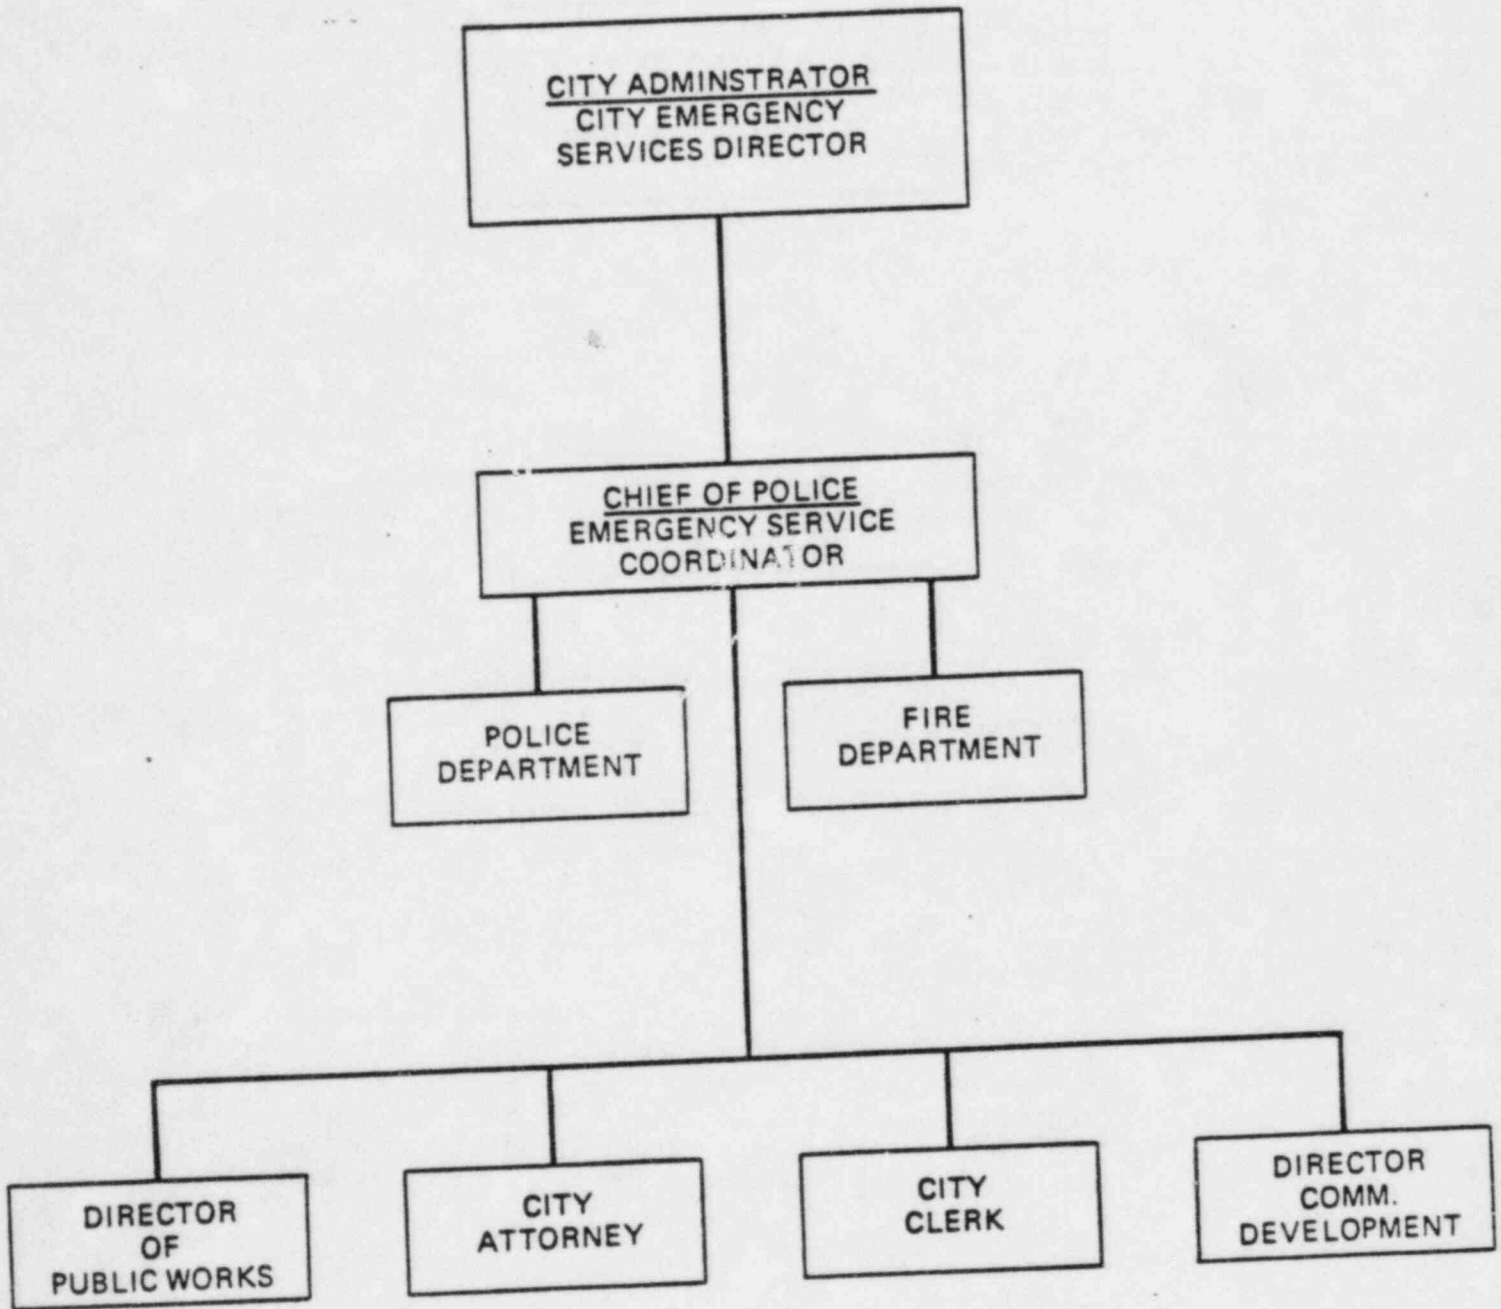 CITY ADMINSTRATOR
CITY EMERGENCY
SERVICES DIRECTOR
CHIEF OF POLICE
EMERGENCY SERVICE
COORDINATOR
POLICE
DEPARTMENT
FIRE
DEPARTMENT
DIRECTOR
OF
PUBLIC WORKS
CITY
ATTORNEY
CITY
CLERK
DIRECTOR
COMM.
DEVELOPMENT